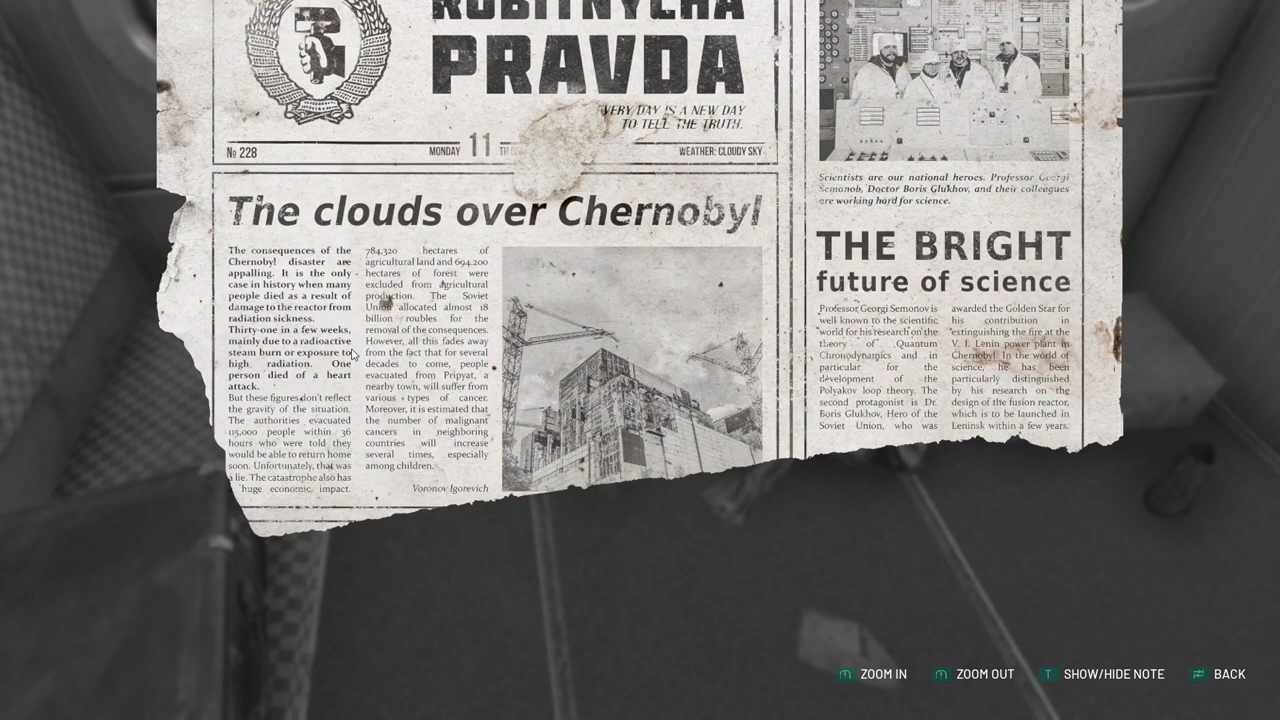 ROBITNYCHA
PRAVDA
EVERY DAY IS A NEW DAY
TO TELL THE TRUTH.
№ 228
MONDAY 11 TH
WEATHER: CLOUDY SKY
The clouds over Chernobyl
The consequences of the
Chernobyl disaster are
appalling. It is the only
case in history when many
people died as a result of
damage to the reactor from
radiation sickness.
Thirty-one in a few weeks,
mainly due to a radioactive
steam burn or exposure to
high radiation. One
person died of a heart
attack.
But these figures don't reflect
the gravity of the situation.
The authorities evacuated
115,000 people within 36
hours who were told they
would be able to return home
soon. Unfortunately, that was
a lie. The catastrophe also has
huge economic impact.
784,320 hectares of
agricultural land and 694.200
hectares of forest were
excluded from agricultural
production. The Soviet
Union allocated almost 18
billion roubles for the
removal of the consequences.
However, all this fades away
from the fact that for several
decades to come, people
evacuated from Pripyat, a
nearby town, will suffer from
various types of cancer.
Moreover, it is estimated that
the number of malignant
cancers in neighboring
countries will increase
several times, especially
among children.
Voronov Igorevich
Scientists are our national heroes. Professor Georgi
Semonob, Doctor Boris Glukhov, and their colleagues
are working hard for science.
THE BRIGHT
future of science
Professor Georgi Semonov is
well known to the scientific
world for his research on the
theory of Quantum
Chronodynamics and in
particular for the
development of the
Polyakov loop theory. The
second protagonist is Dr.
Boris Glukhov, Hero of the
Soviet Union, who was
awarded the Golden Star for
his contribution in
extinguishing the fire at the
V. I. Lenin power plant in
Chernobyl. In the world of
science, he has been
particularly distinguished
by his research on the
design of the fusion reactor,
which is to be launched in
Leninsk within a few years.
ZOOM IN
ZOOM OUT
T SHOW/HIDE NOTE
BACK